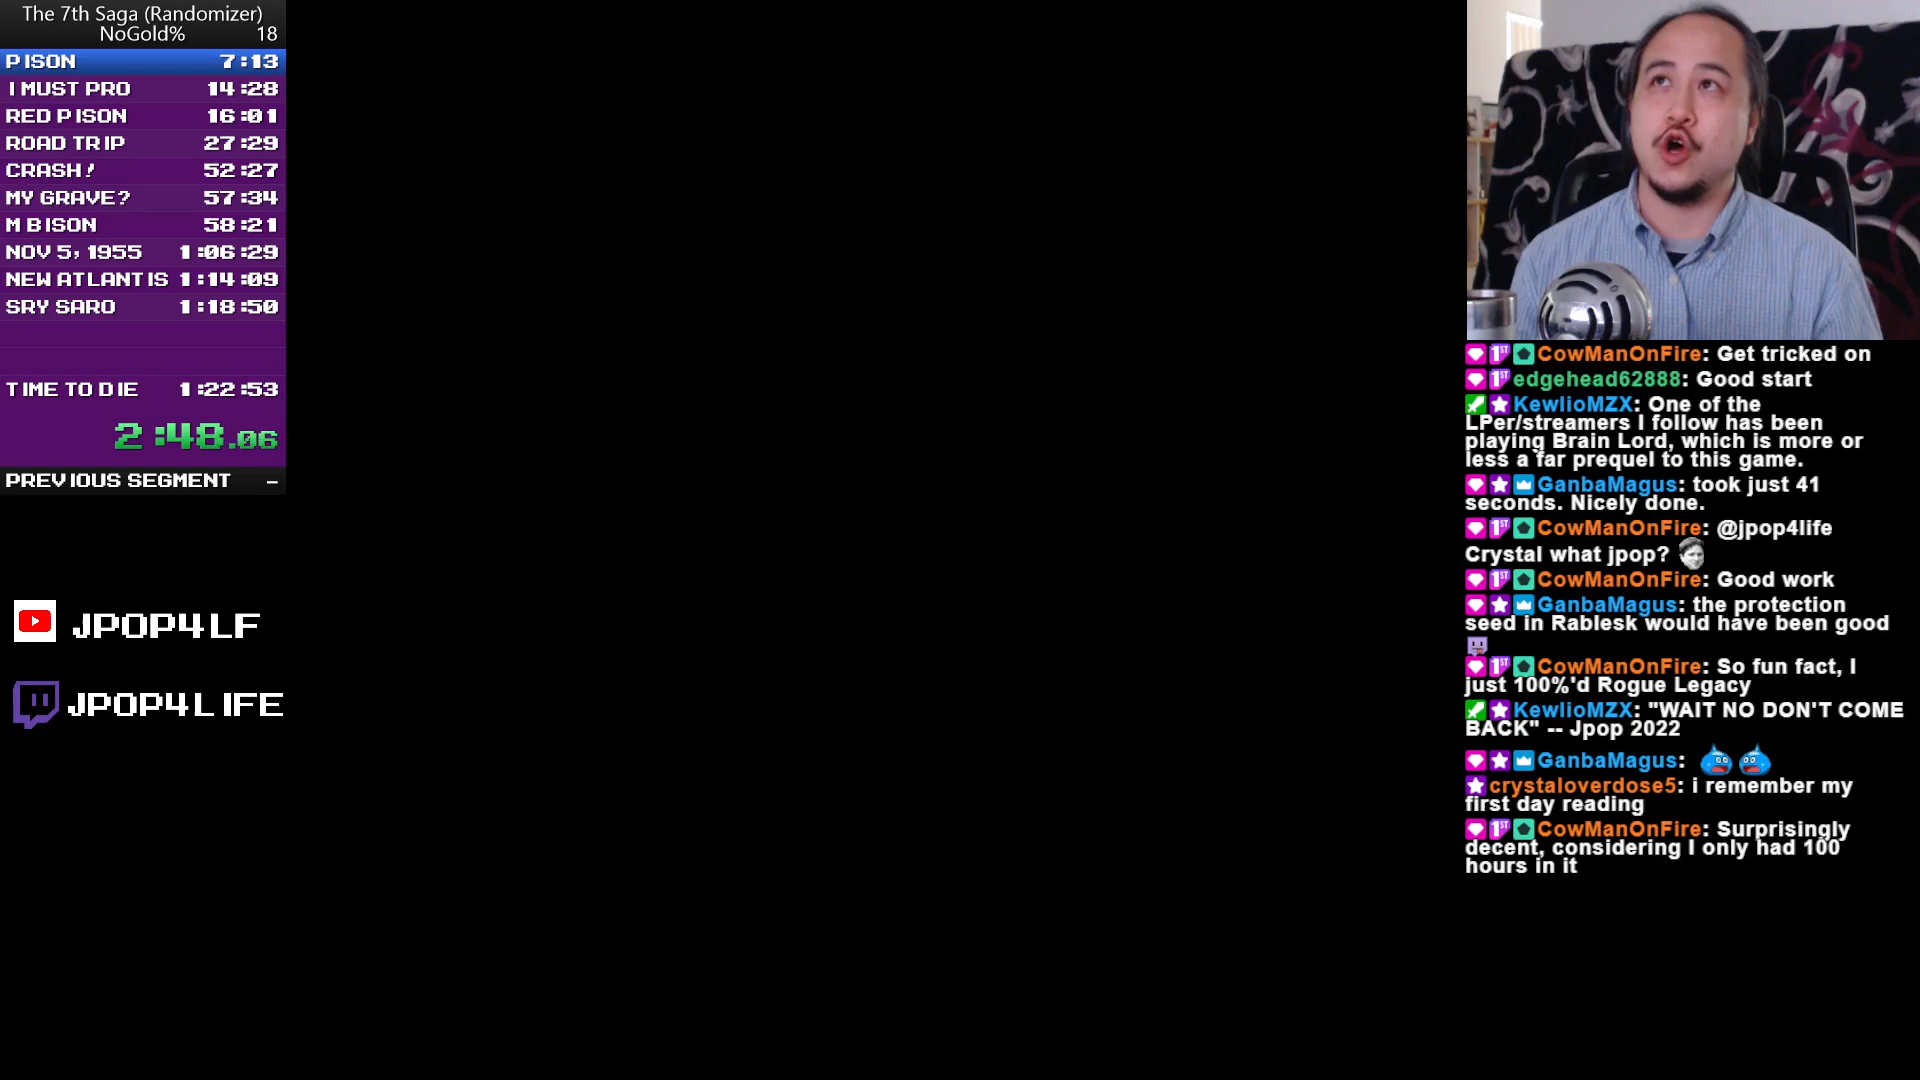 The 7th Saga (Randomizer)
NoGold% 18
PISON 7:13
I MUST PRO 14:28
RED PISON 16:01
ROAD TRIP 27:29
CRASH! 52:27
MY GRAVE? 57:34
M BISON 58:21
NOV 5, 1955 1:06:29
NEW ATLANTIS 1:14:09
SRY SARO 1:18:50
TIME TO DIE 1:22:53
2:48.06
PREVIOUS SEGMENT -
JPOP4LF
JPOP4LIFE
CowManOnFire: Get tricked on
edgehead62888: Good start
KewlioMZX: One of the
LPer/streamers I follow has been
playing Brain Lord, which is more or
less a far prequel to this game.
GanbaMagus: took just 41
seconds. Nicely done.
CowManOnFire: @jpop4life
Crystal what jpop?
CowManOnFire: Good work
GanbaMagus: the protection
seed in Rablesk would have been good
CowManOnFire: So fun fact, I
just 100%'d Rogue Legacy
KewlioMZX: "WAIT NO DON'T COME
BACK" -- Jpop 2022
GanbaMagus:
crystaloverdose5: i remember my
first day reading
CowManOnFire: Surprisingly
decent, considering I only had 100
hours in it